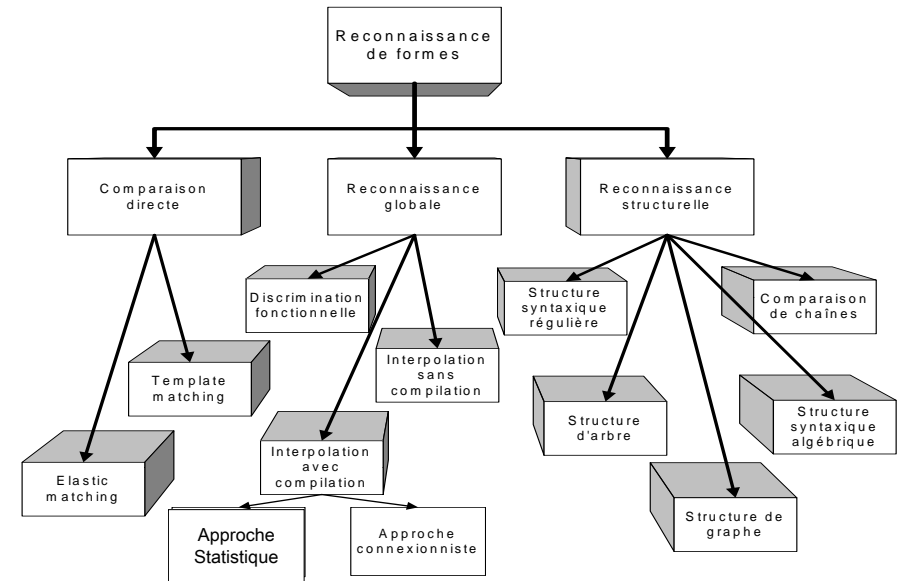 Reconnaissance
de formes
Comparaison
directe
Reconnaissance
globale
Reconnaissance
structurelle
Discrimination
fonctionnelle
Structure
syntaxique
régulière
Comparaison
de chaînes
Template
matching
Interpolation
sans
compilation
Structure
d'arbre
Structure
syntaxique
algébrique
Elastic
matching
Interpolation
avec
compilation
Structure de
graphe
Approche
Statistique
Approche
connexionniste